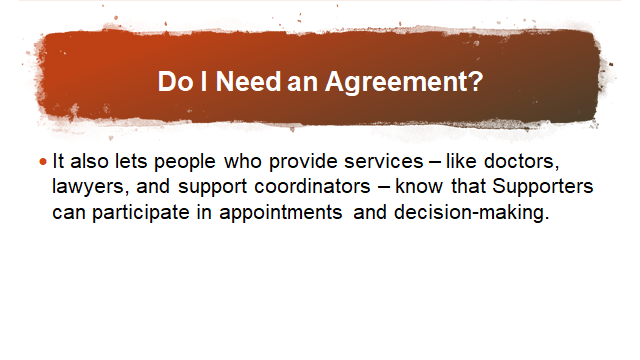 Do I Need an Agreement?
• It also lets people who provide services – like doctors,
lawyers, and support coordinators – know that Supporters
can participate in appointments and decision-making.